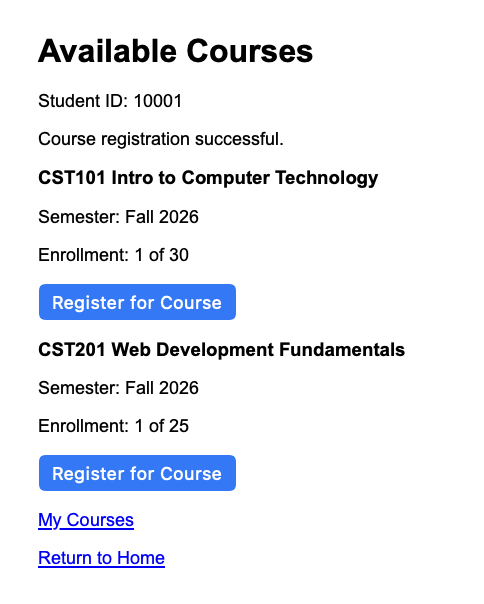 Available Courses
Student ID: 10001
Course registration successful.
CST101 Intro to Computer Technology
Semester: Fall 2026
Enrollment: 1 of 30
Register for Course
CST201 Web Development Fundamentals
Semester: Fall 2026
Enrollment: 1 of 25
Register for Course
My Courses
Return to Home